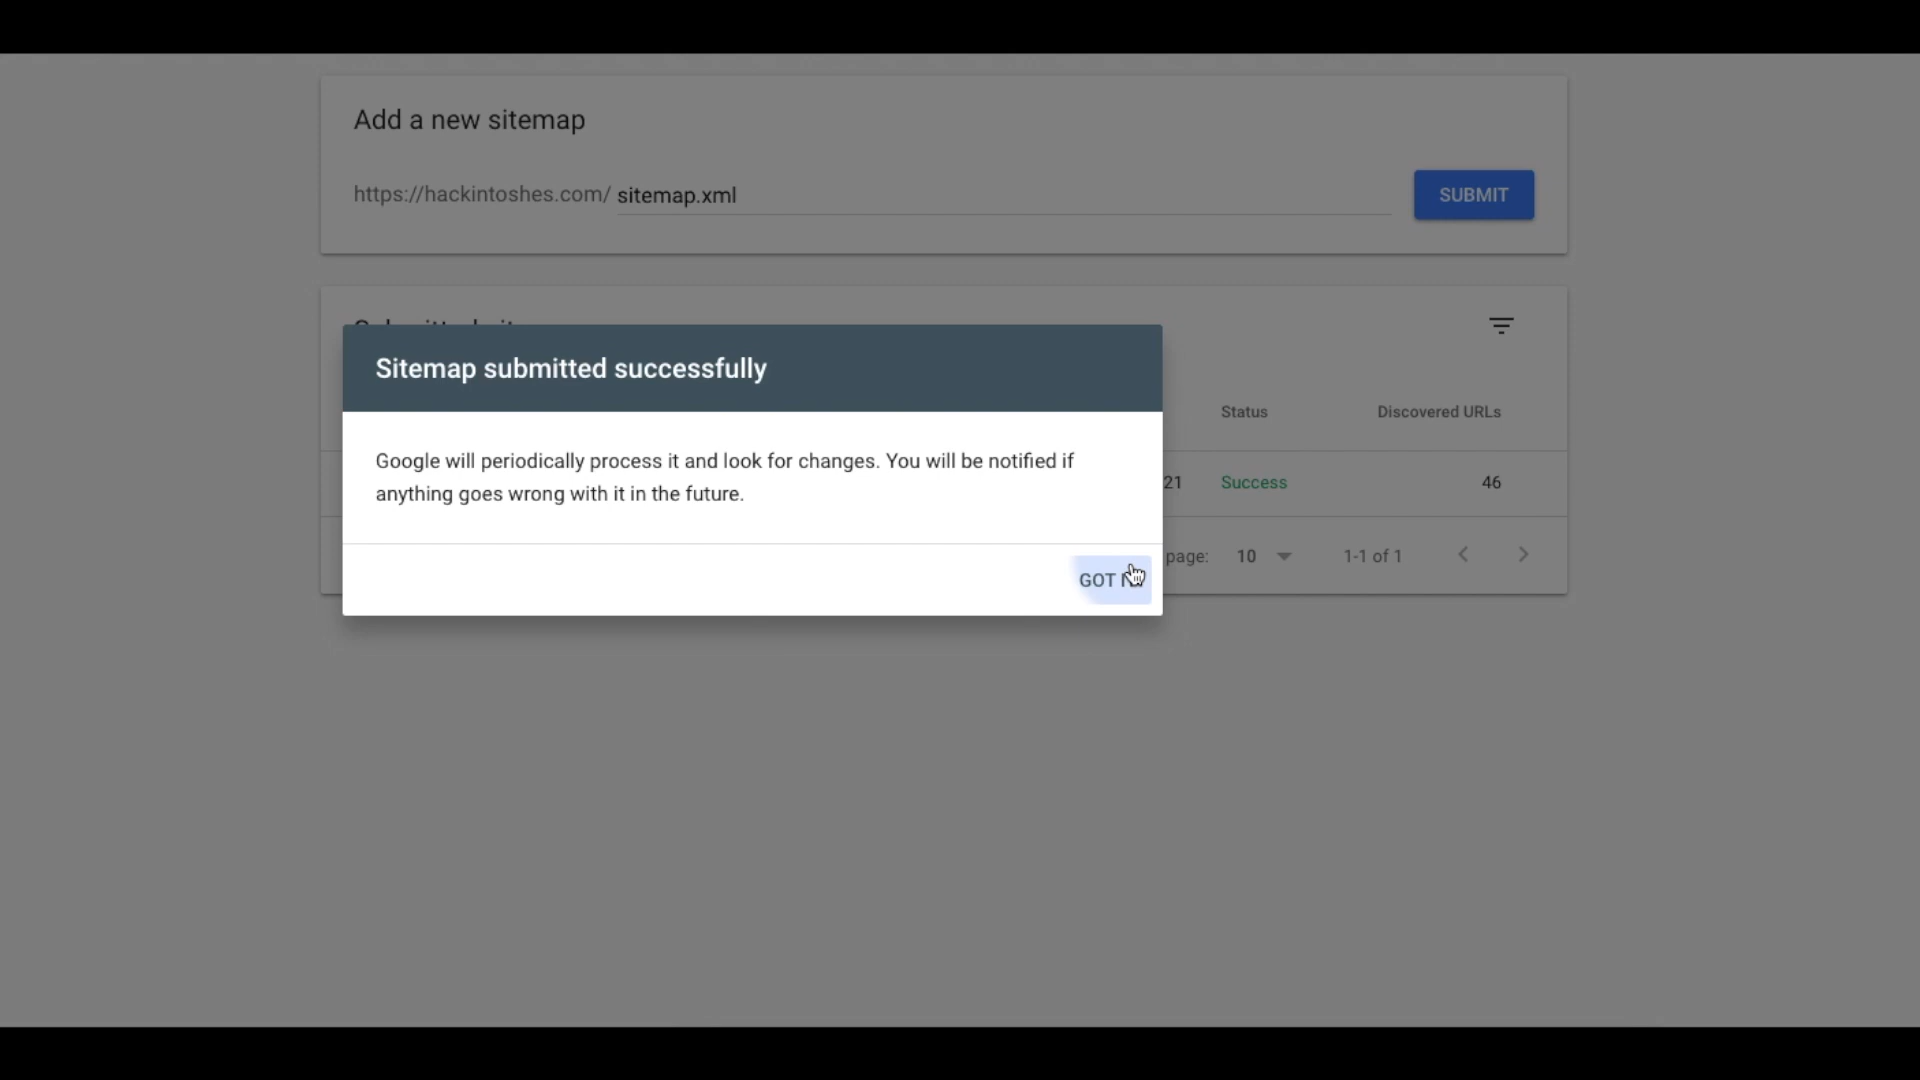 Add a new sitemap
https://hackintoshes.com/ sitemap.xml
SUBMIT
Sitemap submitted successfully
Google will periodically process it and look for changes. You will be notified if
anything goes wrong with it in the future.
GOT
Status Discovered URLs
21 Success 46
page: 10 1-1 of 1